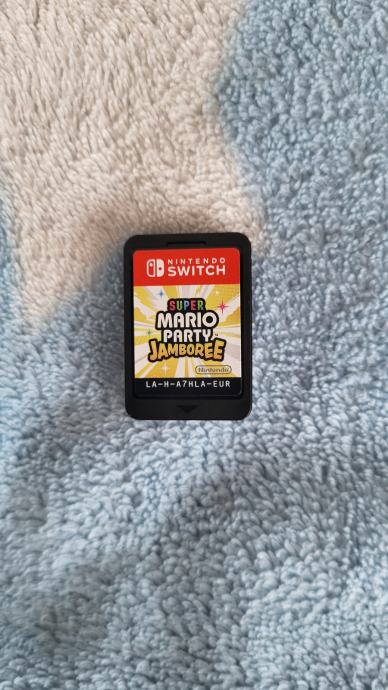 NINTENDO
SWITCH
SUPER
MARIO
PARTY
JAMBOREE
Nintendo
LA-H-A7HLA-EUR